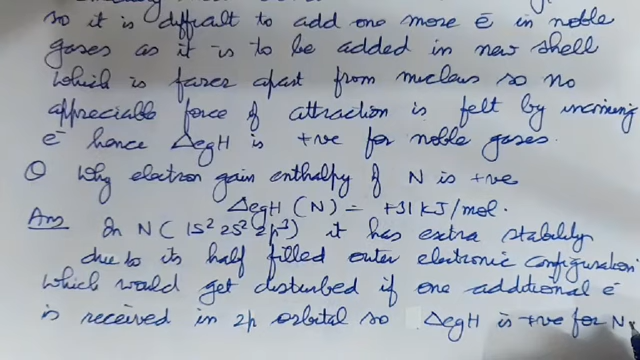 so it is difficult to add one more e⁻ in noble
gases as it is to be added in new shell
which is farer apart from nucleus so no
appreciable force of attraction is felt by incoming
e⁻ hence ΔegH is +ve for noble gases.
Q Why electron gain enthalpy of N is +ve
ΔegH (N) = +31 KJ/mol.
Ans In N (1s² 2s² 2p³) it has extra stability
due to its half filled outer electronic configuration
which would get disturbed if one additional e⁻
is received in 2p orbital so ΔegH is +ve for N